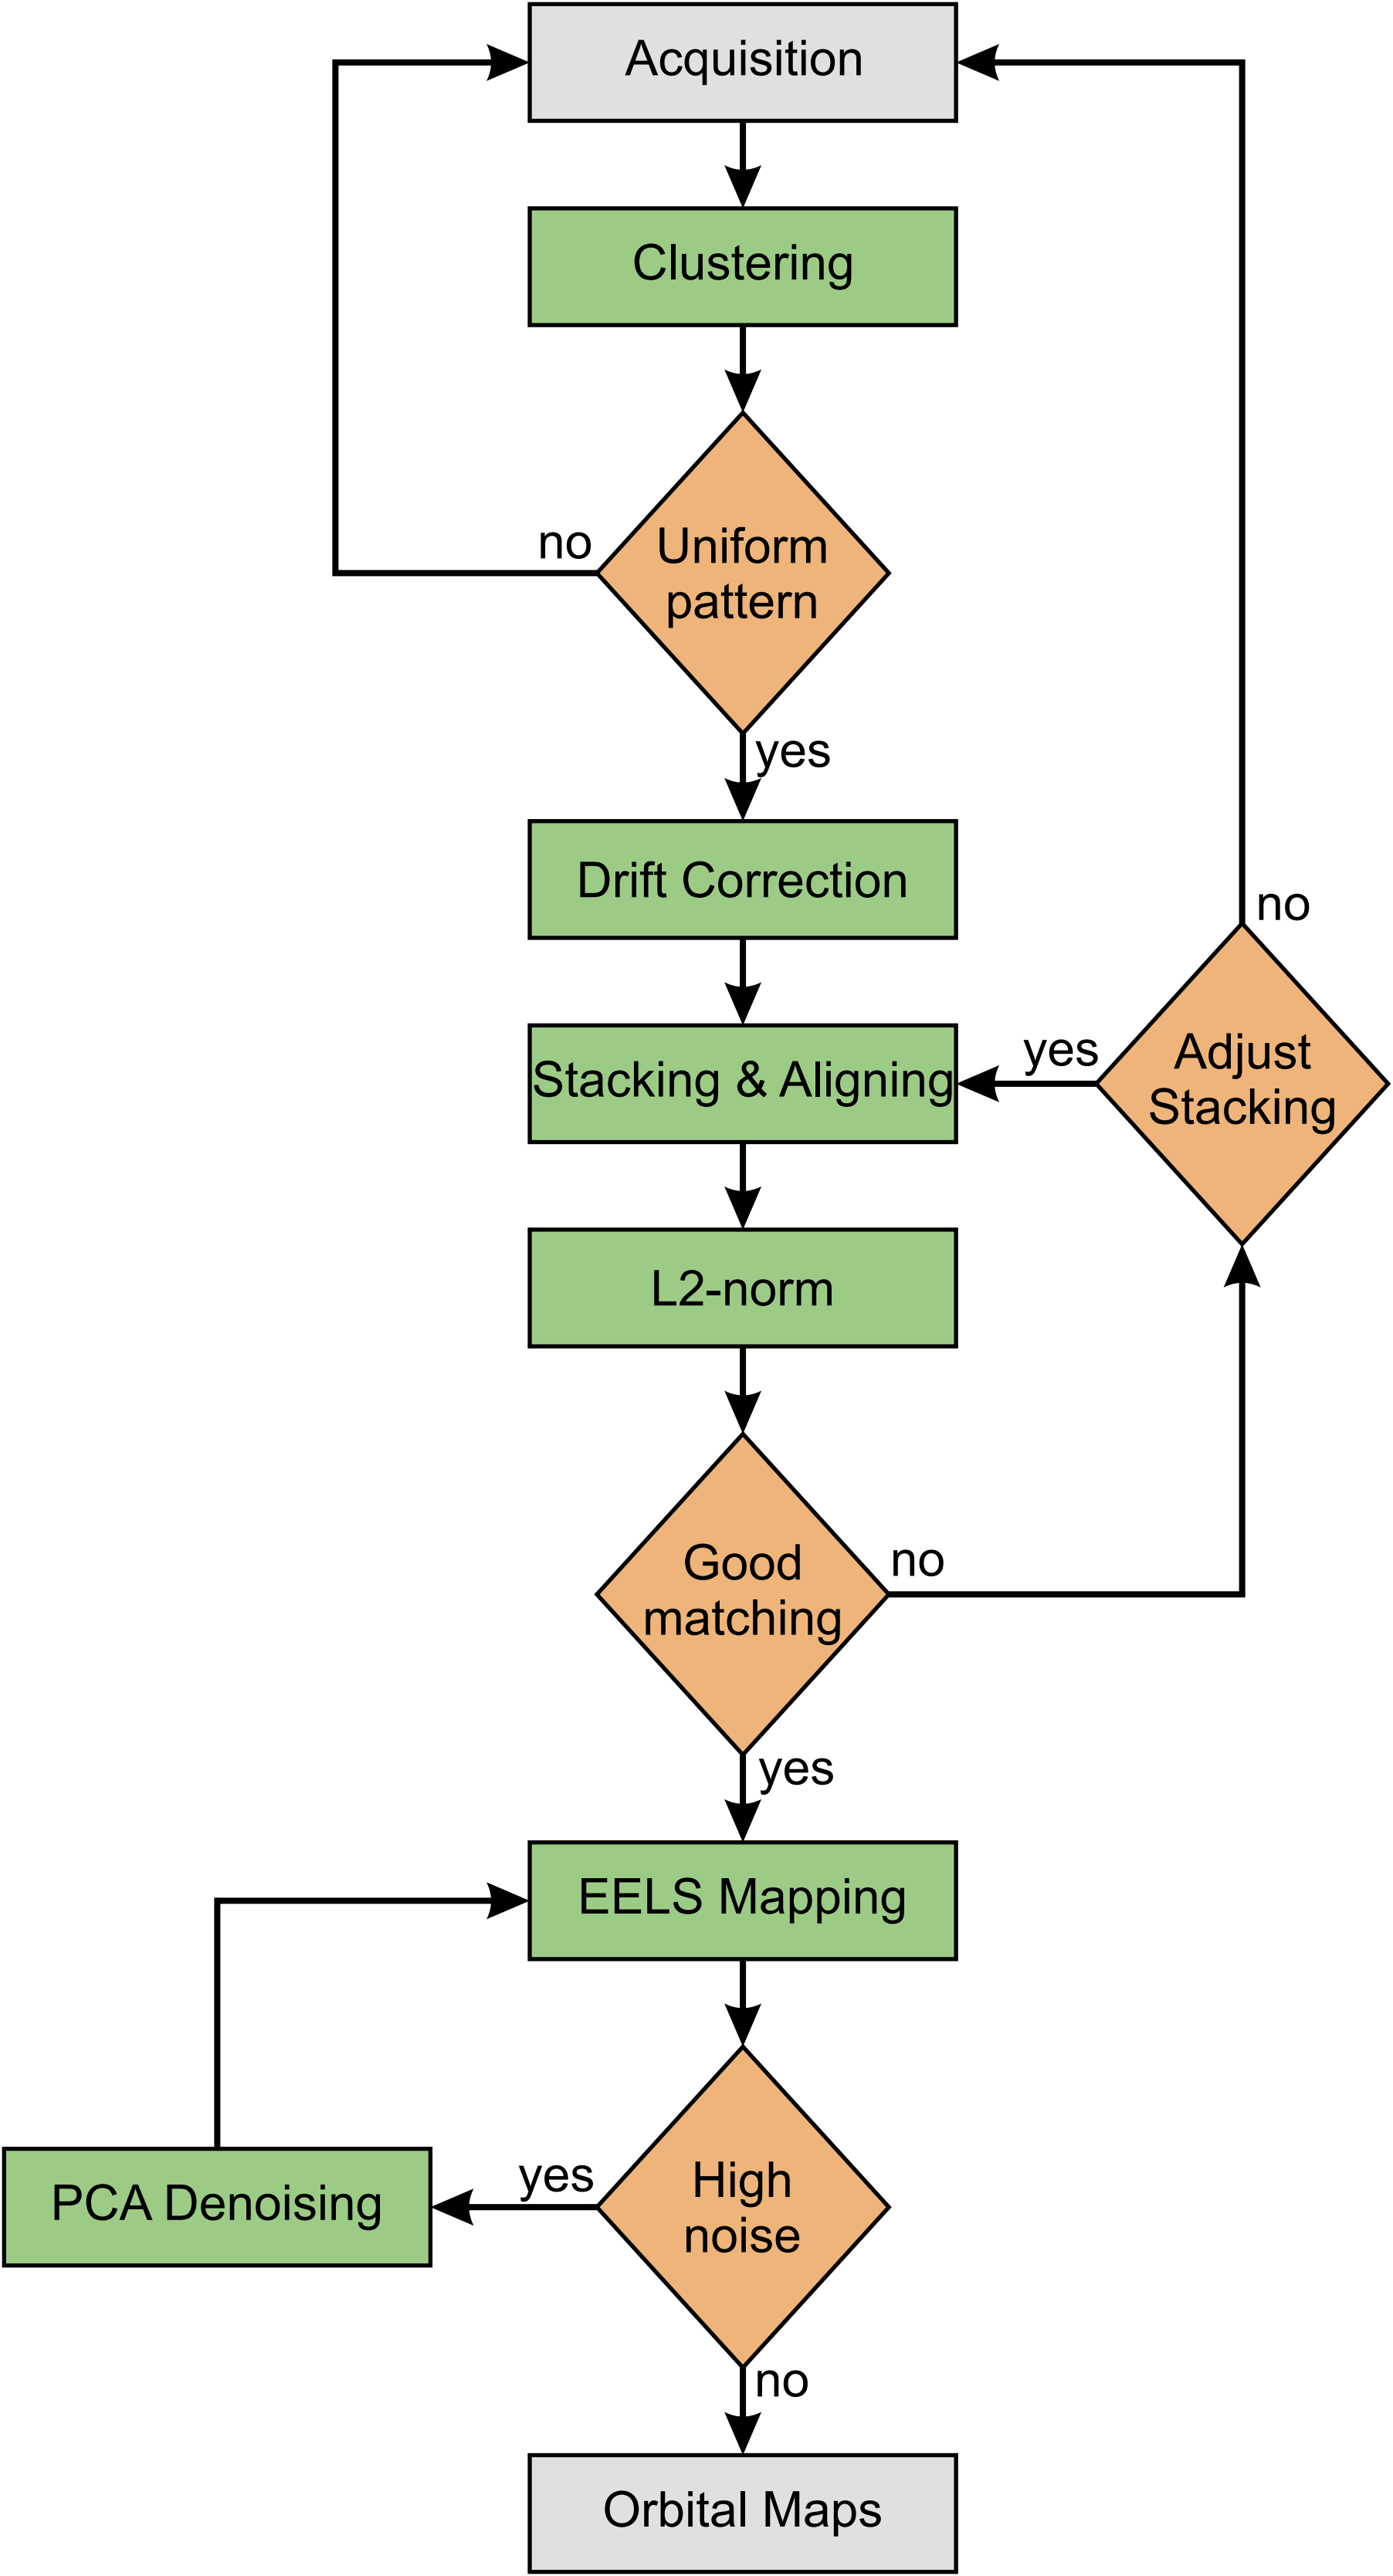 Acquisition
Clustering
no
Uniform
pattern
yes
Drift Correction
no
Stacking & Aligning
yes
Adjust
Stacking
L2-norm
Good
matching
no
yes
EELS Mapping
PCA Denoising
yes
High
noise
no
Orbital Maps